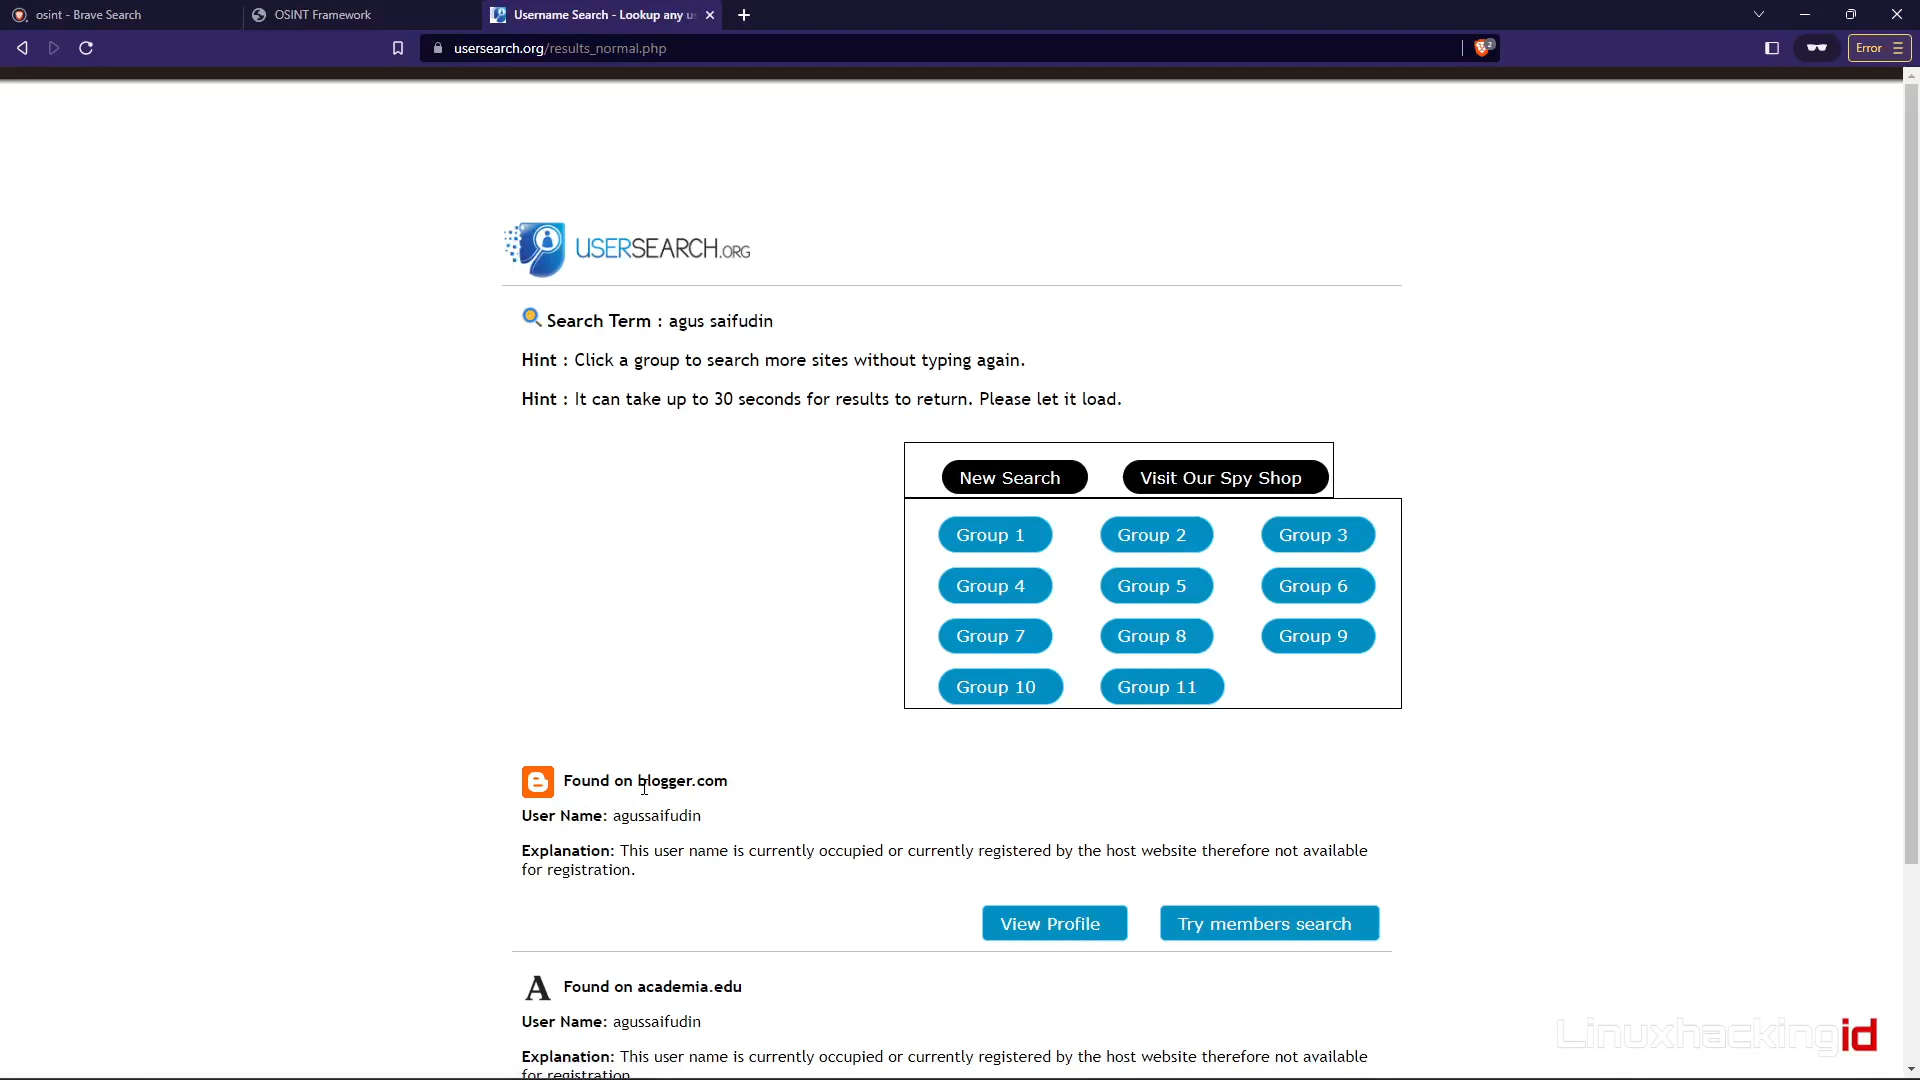 osint - Brave Search
OSINT Framework
Username Search - Lookup any us
usersearch.org/results_normal.php
2
Error
USERSEARCH.ORG
Search Term : agus saifudin
Hint : Click a group to search more sites without typing again.
Hint : It can take up to 30 seconds for results to return. Please let it load.
New Search
Visit Our Spy Shop
Group 1
Group 2
Group 3
Group 4
Group 5
Group 6
Group 7
Group 8
Group 9
Group 10
Group 11
Found on blogger.com
User Name: agussaifudin
Explanation: This user name is currently occupied or currently registered by the host website therefore not available
for registration.
View Profile
Try members search
A
Found on academia.edu
User Name: agussaifudin
Explanation: This user name is currently occupied or currently registered by the host website therefore not available
for registration
Linuxhackingid